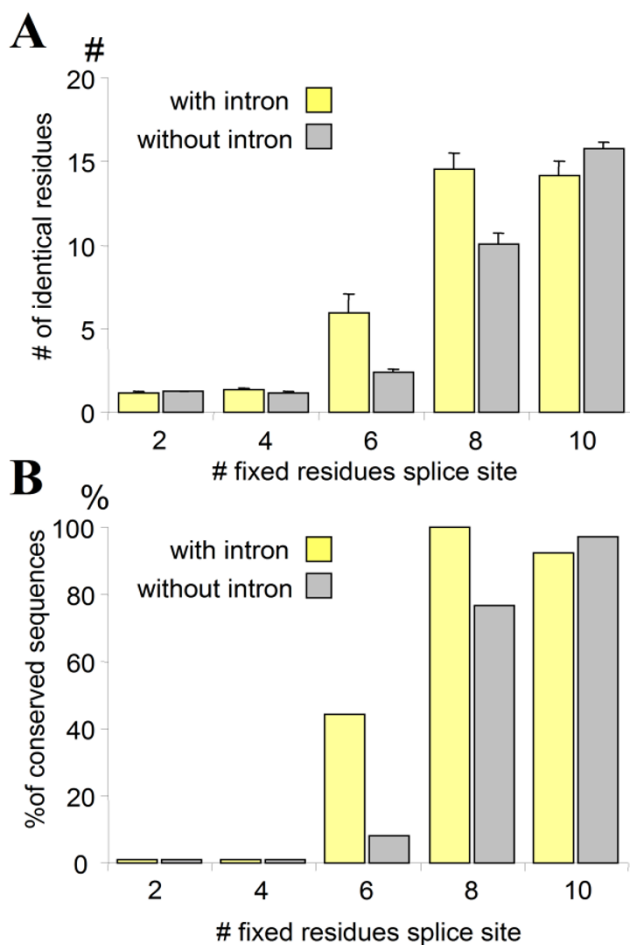 A
#
# of identical residues
20
15
10
5
0
with intron
without intron
2 4 6 8 10
# fixed residues splice site
B
%
%of conserved sequences
100
80
60
40
20
0
with intron
without intron
2 4 6 8 10
# fixed residues splice site